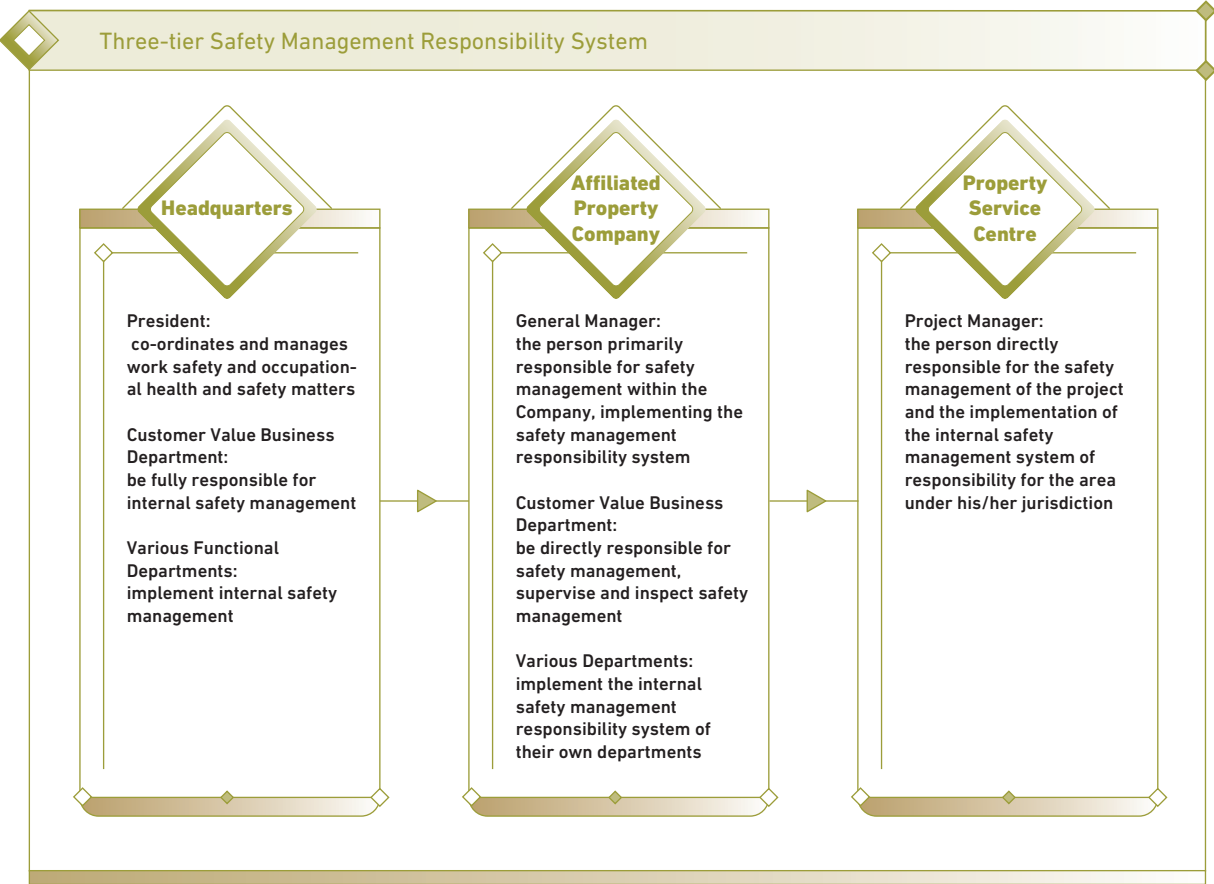 Three-tier Safety Management Responsibility System
Headquarters
President:
co-ordinates and manages
work safety and occupation-
al health and safety matters
Customer Value Business
Department:
be fully responsible for
internal safety management
Various Functional
Departments:
implement internal safety
management
Affiliated
Property
Company
General Manager:
the person primarily
responsible for safety
management within the
Company, implementing the
safety management
responsibility system
Customer Value Business
Department:
be directly responsible for
safety management,
supervise and inspect safety
management
Various Departments:
implement the internal
safety management
responsibility system of
their own departments
Property
Service
Centre
Project Manager:
the person directly
responsible for the safety
management of the project
and the implementation of
the internal safety
management system of
responsibility for the area
under his/her jurisdiction